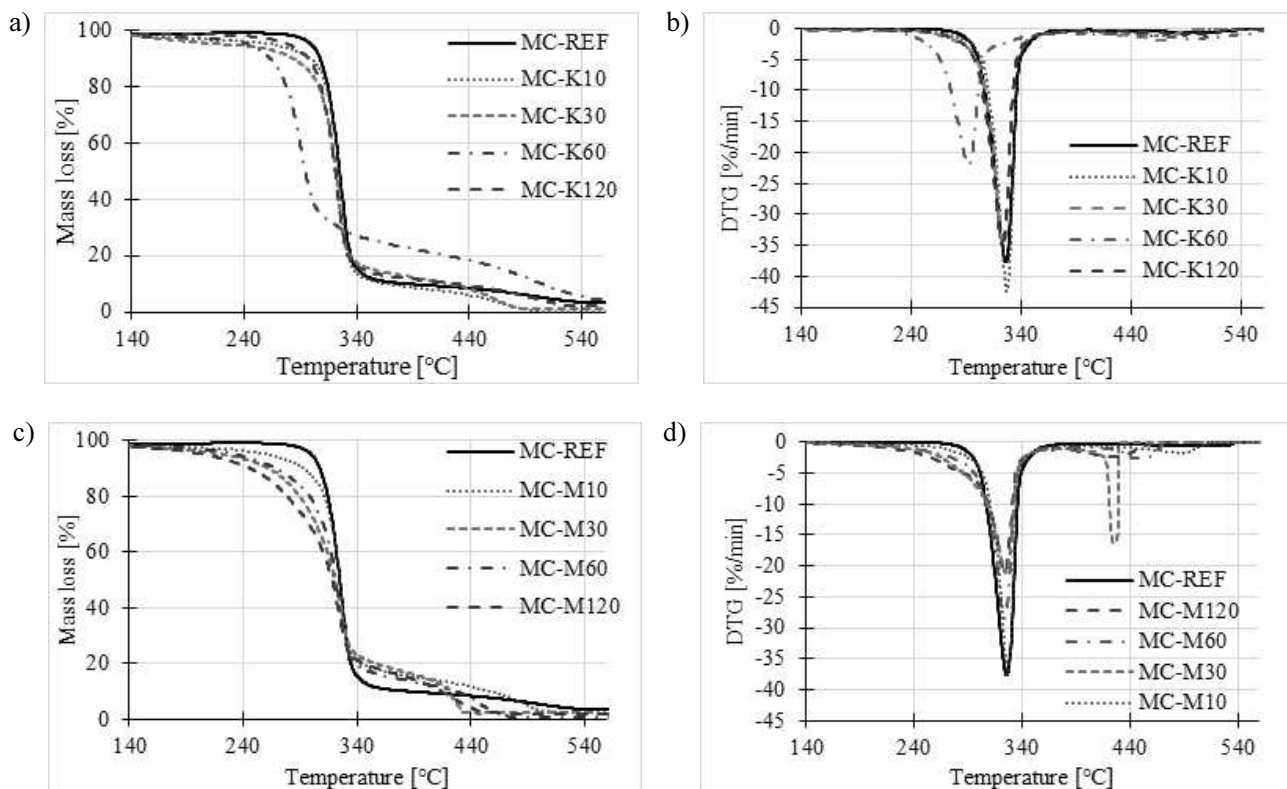 a)
Mass loss [%]
100
80
60
40
20
0
140 240 340 440 540
Temperature [°C]
MC-REF
MC-K10
MC-K30
MC-K60
MC-K120
b)
DTG [%/min]
0
-5
-10
-15
-20
-25
-30
-35
-40
-45
140 240 340 440 540
Temperature [°C]
MC-REF
MC-K10
MC-K30
MC-K60
MC-K120
c)
Mass loss [%]
100
80
60
40
20
0
140 240 340 440 540
Temperature [°C]
MC-REF
MC-M10
MC-M30
MC-M60
MC-M120
d)
DTG [%/min]
0
-5
-10
-15
-20
-25
-30
-35
-40
-45
140 240 340 440 540
Temperature [°C]
MC-REF
MC-M120
MC-M60
MC-M30
MC-M10